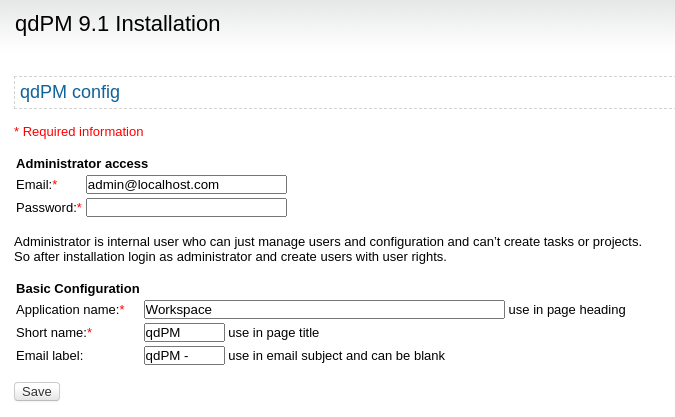 qdPM 9.1 Installation
qdPM config
* Required information
Administrator access
Email:* admin@localhost.com
Password:*
Administrator is internal user who can just manage users and configuration and can't create tasks or projects.
So after installation login as administrator and create users with user rights.
Basic Configuration
Application name:* Workspace use in page heading
Short name:* qdPM use in page title
Email label: qdPM - use in email subject and can be blank
Save